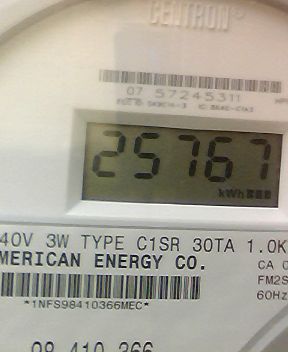 CENTRON®
07 57245311
25767
kWh
40V 3W TYPE C1SR 30TA 1.0K
MERICAN ENERGY CO.
CA 0
FM2S
*1NFS98410366MEC*
60Hz
98 410 366